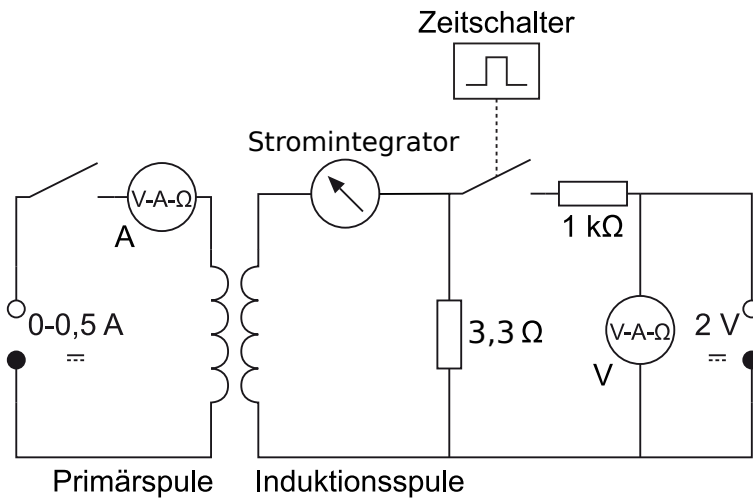 Zeitschalter
Stromintegrator
V-A-Ω
A
1 kΩ
0-0,5 A
3,3 Ω
V-A-Ω
2 V
V
Primärspule
Induktionsspule